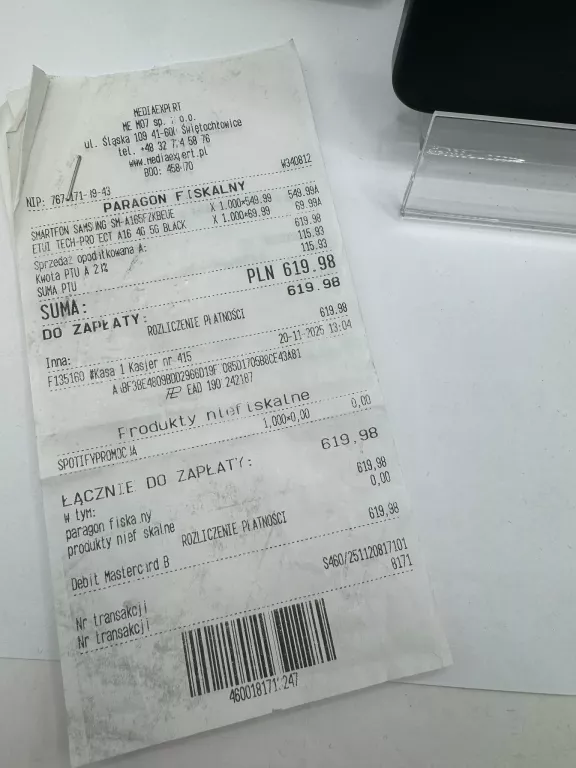 MEDIAEXPERT
ME M07 sp. z o.o.
ul. Śląska 109 41-60 Świętochłowice
tel. +48 32 7 4 58 76
www.mediaexpert.pl
BDO: 458 70
NIP: 767 171-19-43
W340812
PARAGON FISKALNY
SMARTFON SAMSUNG SM-A165FZKBEUE X 1.000×549.99 549.99A
ETUI TECH-PROTECT A16 4G 5G BLACK X 1.000×69.99 69.99A
Sprzedaż opodatkowana A: 619.98
Kwota PTU A 23% 115.93
SUMA PTU 115.93
SUMA: PLN 619.98
DO ZAPŁATY: 619.98
ROZLICZENIE PŁATNOŚCI
Inna: 619.98
F135160 #Kasa 1 Kasjer nr 415 20-11-2025 13:04
EAD 190 242187
Produkty niefiskalne
SPOTIFYPROMOCJA 1,000×0,00 0,00
ŁĄCZNIE DO ZAPŁATY: 619,98
w tym:
paragon fiskalny 619,98
produkty niefiskalne 0,00
ROZLICZENIE PŁATNOŚCI
Debit Mastercard B 619,98
Nr transakcji S460/251120817101
Nr transakcji 8171